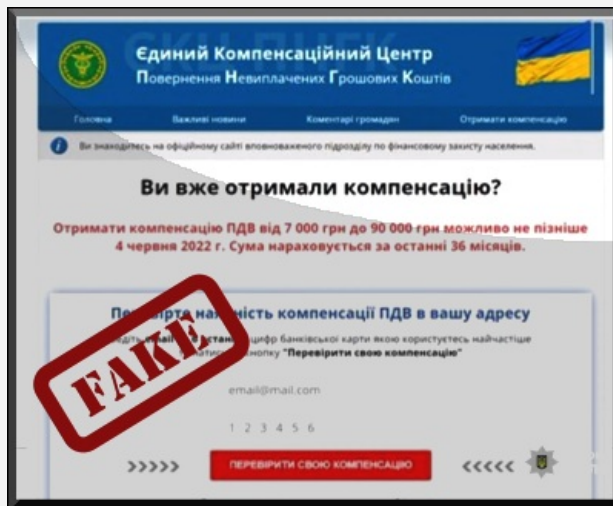 Єдиний Компенсаційний Центр
Повернення Невиплачених Грошових Коштів
Головна Важливі новини Коментарі громадян Отримати компенсацію
Ви знаходитесь на офіційному сайті вповноваженого підрозділу по фінансовому захисту населення.
Ви вже отримали компенсацію?
Отримати компенсацію ПДВ від 7 000 грн до 90 000 грн можливо не пізніше
4 червня 2022 г. Сума нараховується за останні 36 місяців.
Перевірте наявність компенсації ПДВ в вашу адресу
email цифр банківської карти якою користуєтесь найчастіше
кнопку "Перевірити свою компенсацію"
FAKE
email@mail.com
1 2 3 4 5 6
>>>>> ПЕРЕВІРИТИ СВОЮ КОМПЕНСАЦІЮ <<<<<